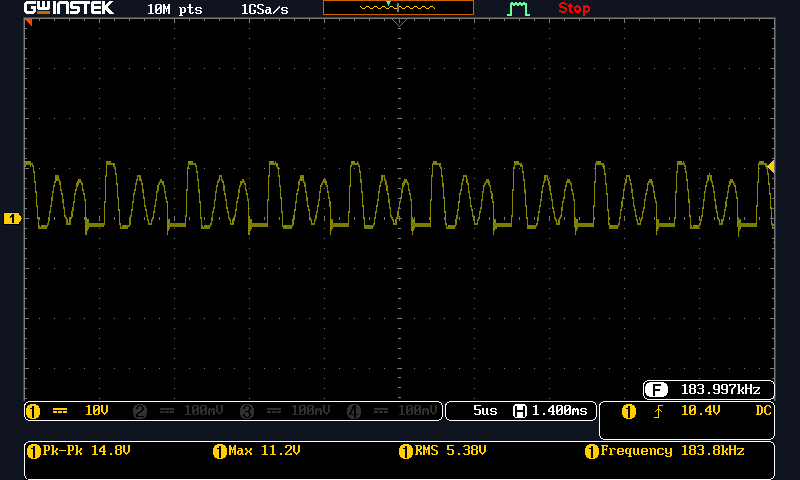 GWINSTEK 10M pts 1GSa/s Stop
1
F 183.997kHz
1 10V 2 100mV 3 100mV 4 100mV 5us H 1.400ms 1 10.4V DC
1 Pk-Pk 14.8V 1 Max 11.2V 1 RMS 5.38V 1 Frequency 183.8kHz